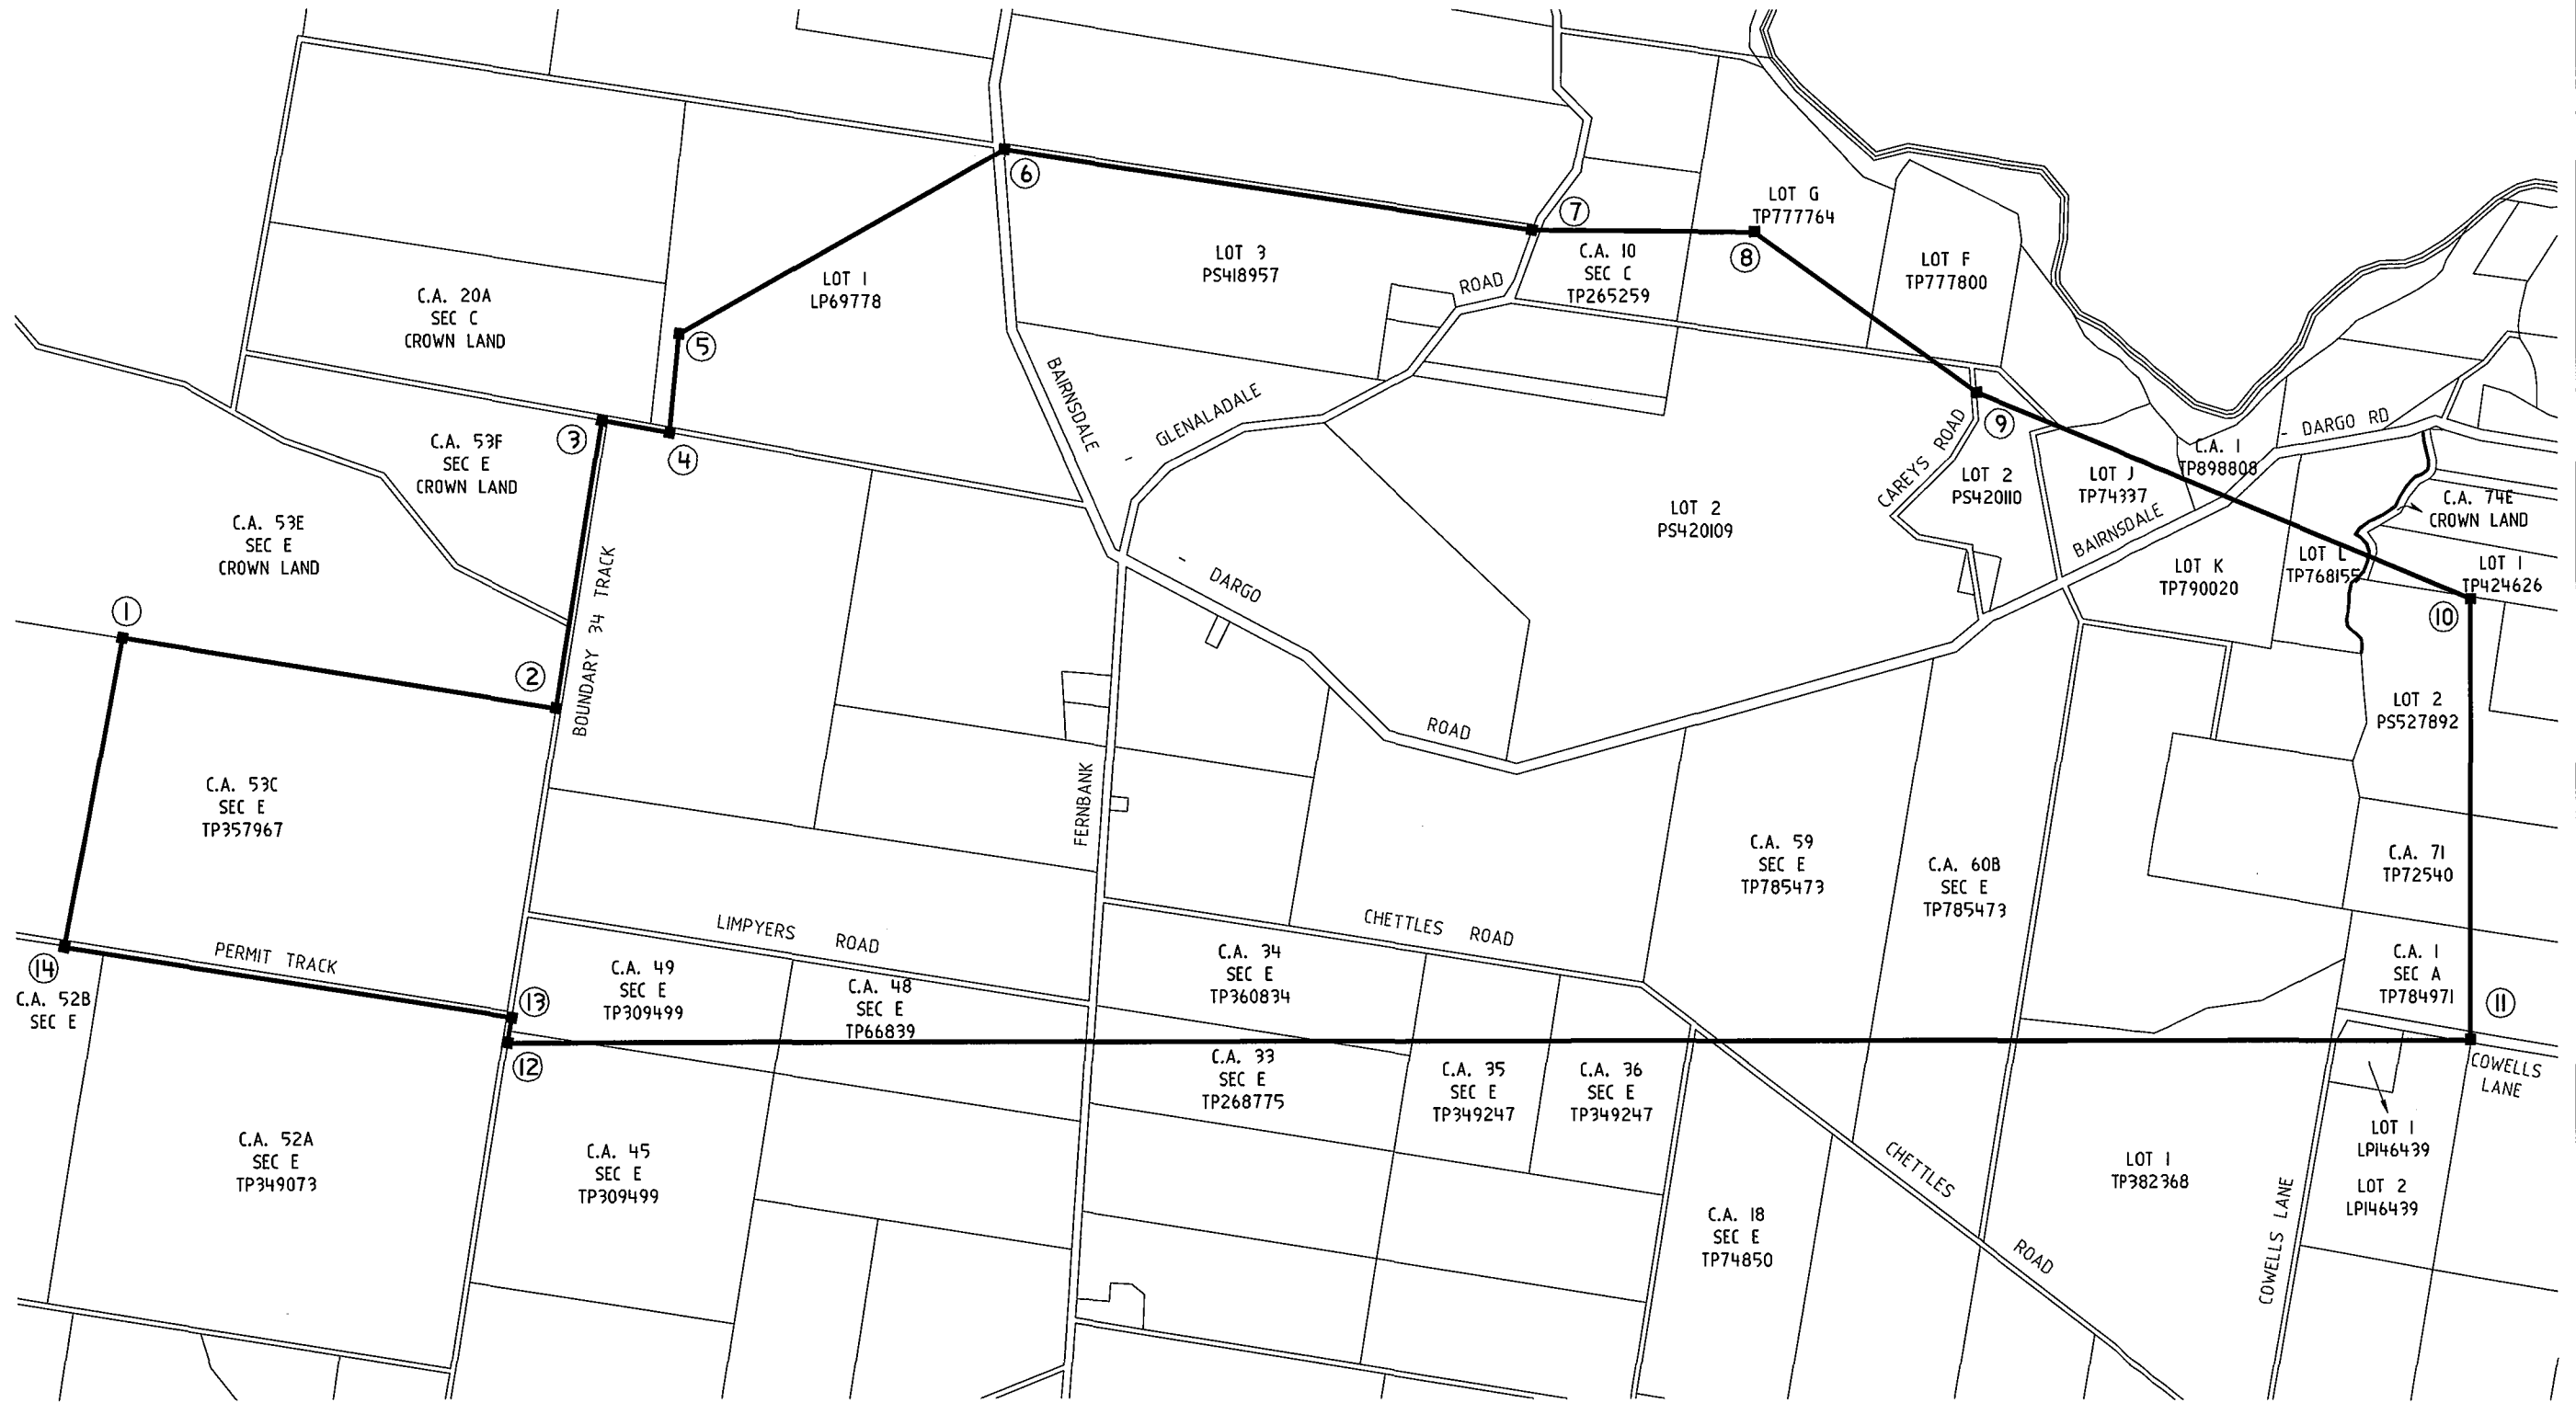 LOT G
TP777764
6
7
8
LOT 3
PS418957
C.A. 10
SEC C
TP265259
LOT F
TP777800
LOT 1
LP69778
ROAD
C.A. 20A
SEC C
CROWN LAND
5
BAIRNSDALE
-
GLENALADALE
3
4
9
CAREYS ROAD
- DARGO RD
C.A. 53F
SEC E
CROWN LAND
C.A. 1
TP898808
LOT 2
PS420110
LOT J
TP74337
C.A. 74E
CROWN LAND
C.A. 53E
SEC E
CROWN LAND
LOT 2
PS420109
BAIRNSDALE
LOT L
TP768155
LOT K
TP790020
LOT 1
TP424626
- DARGO
ROAD
1
2
BOUNDARY 34 TRACK
10
LOT 2
PS527892
C.A. 53C
SEC E
TP357967
FERNBANK
C.A. 59
SEC E
TP785473
C.A. 60B
SEC E
TP785473
C.A. 71
TP72540
LIMPYERS ROAD
CHETTLES ROAD
PERMIT TRACK
14
C.A. 52B
SEC E
13
C.A. 49
SEC E
TP309499
C.A. 48
SEC E
TP66839
C.A. 34
SEC E
TP360834
C.A. 1
SEC A
TP784971
11
12
C.A. 33
SEC E
TP268775
C.A. 35
SEC E
TP349247
C.A. 36
SEC E
TP349247
COWELLS
LANE
C.A. 52A
SEC E
TP349073
C.A. 45
SEC E
TP309499
C.A. 18
SEC E
TP74850
CHETTLES
ROAD
LOT 1
TP382368
COWELLS LANE
LOT 1
LP146439
LOT 2
LP146439